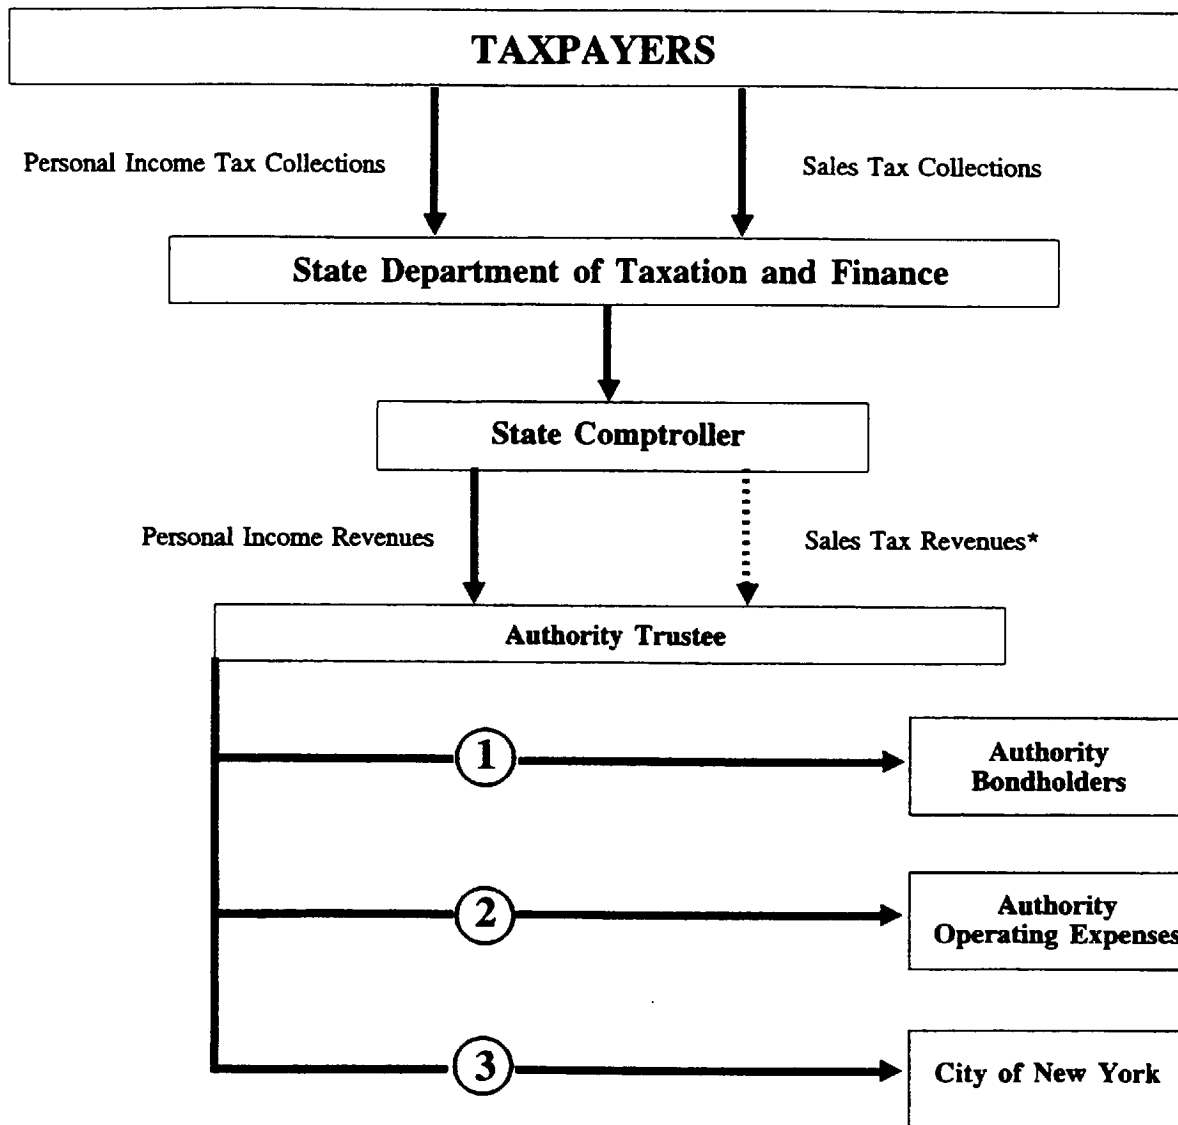 TAXPAYERS
Personal Income Tax Collections
Sales Tax Collections
State Department of Taxation and Finance
State Comptroller
Personal Income Revenues
Sales Tax Revenues*
Authority Trustee
1
Authority
Bondholders
2
Authority
Operating Expenses
3
City of New York